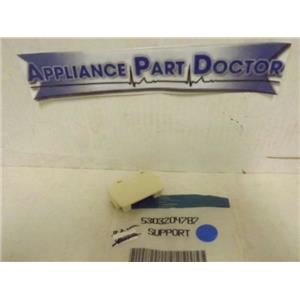 APPLIANCE PART DOCTOR
5303204787
SUPPORT